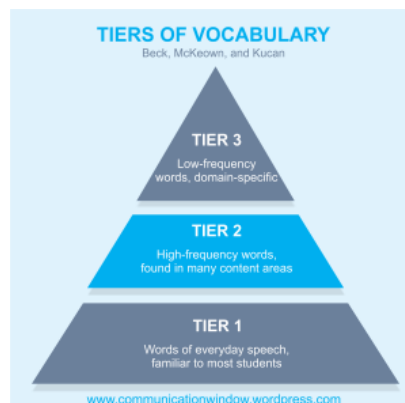 TIERS OF VOCABULARY
Beck, McKeown, and Kucan
TIER 3
Low-frequency
words, domain-specific
TIER 2
High-frequency words,
found in many content areas
TIER 1
Words of everyday speech,
familiar to most students
www.communicationwindow.wordpress.com